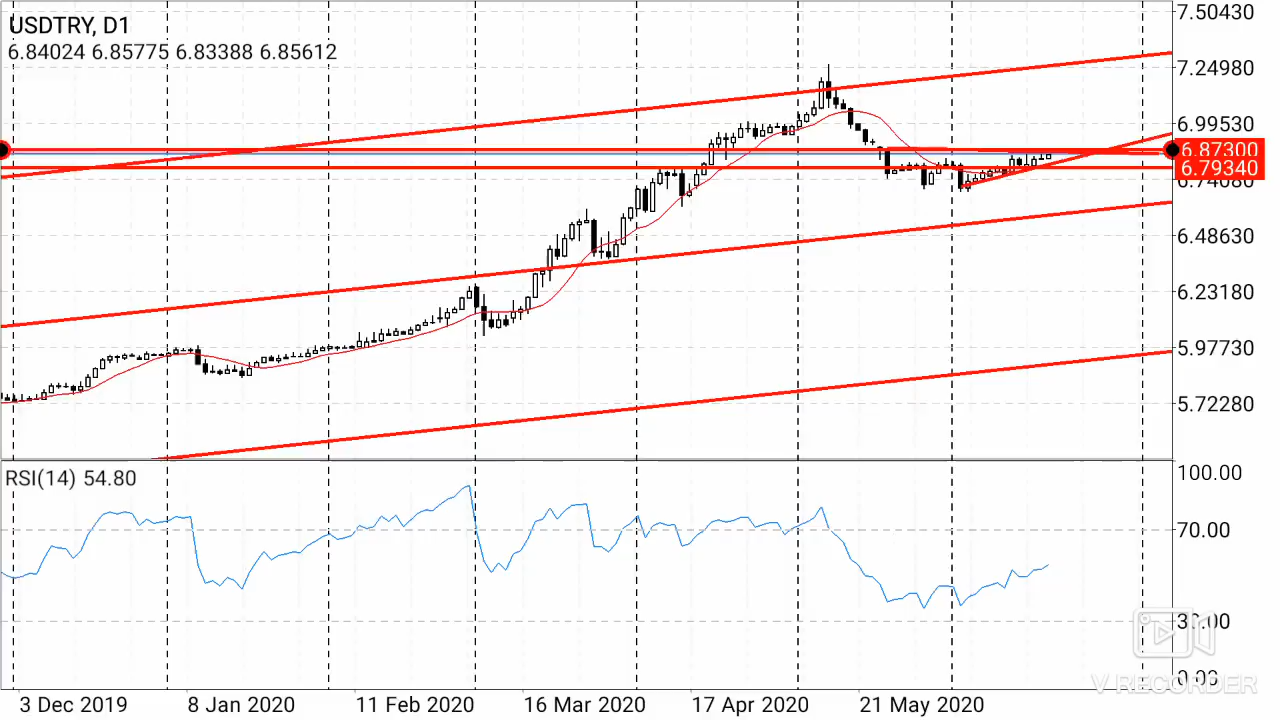 USDTRY, D1
6.84024 6.85775 6.83388 6.85612
7.50430
7.24980
6.99530
6.87300
6.79340
6.74080
6.48630
6.23180
5.97730
5.72280
RSI(14) 54.80
100.00
70.00
30.00
0.00
V RECORDER
3 Dec 2019
8 Jan 2020
11 Feb 2020
16 Mar 2020
17 Apr 2020
21 May 2020